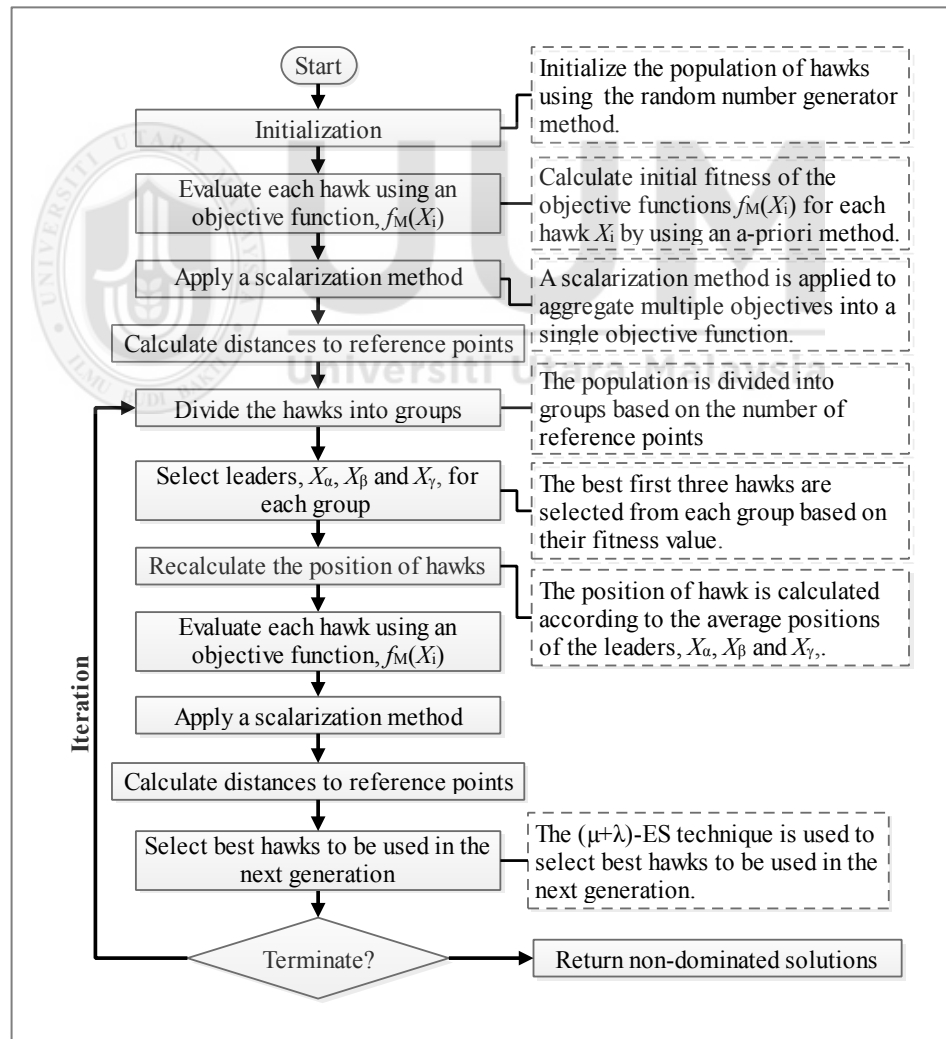 Start
Initialization
Initialize the population of hawks
using the random number generator
method.
Evaluate each hawk using an
objective function, fM(Xi)
Calculate initial fitness of the
objective functions fM(Xi) for each
hawk Xi by using an a-priori method.
Apply a scalarization method
A scalarization method is applied to
aggregate multiple objectives into a
single objective function.
Calculate distances to reference points
Divide the hawks into groups
The population is divided into
groups based on the number of
reference points
Select leaders, Xα, Xβ and Xγ, for
each group
The best first three hawks are
selected from each group based on
their fitness value.
Recalculate the position of hawks
The position of hawk is calculated
according to the average positions
of the leaders, Xα, Xβ and Xγ,.
Evaluate each hawk using an
objective function, fM(Xi)
Apply a scalarization method
Calculate distances to reference points
Select best hawks to be used in the
next generation
The (μ+λ)-ES technique is used to
select best hawks to be used in the
next generation.
Terminate?
Return non-dominated solutions
Iteration
UUM
Universiti Utara Malaysia
UNIVERSITI UTARA